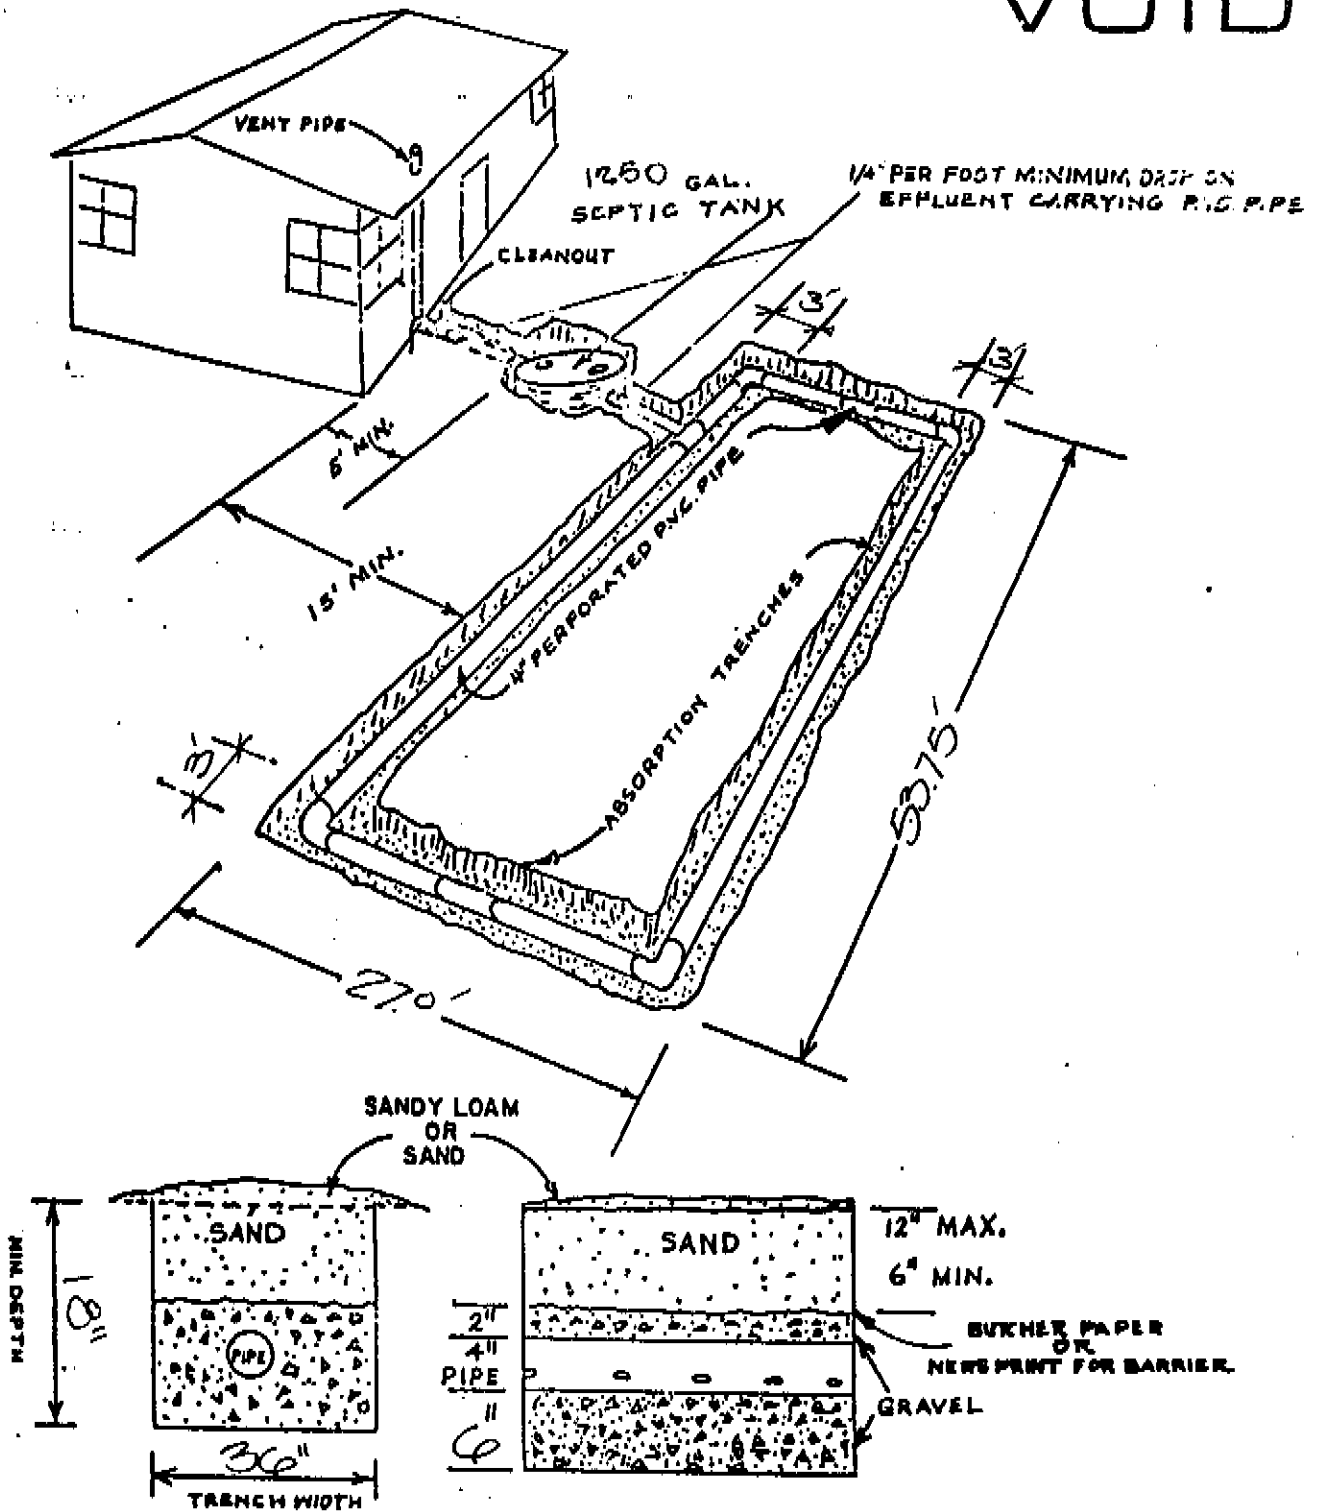 VOID
VENT PIPE
1250 GAL.
SEPTIC TANK
1/4" PER FOOT MINIMUM DROP ON
EFFLUENT CARRYING P.V.C. PIPE
CLEANOUT
3'
3'
5' MIN.
15' MIN.
4" PERFORATED P.V.C. PIPE
ABSORPTION TRENCHES
3'
53.75'
27.0'
SANDY LOAM
OR
SAND
SAND
MIN. DEPTH
18"
PIPE
36"
TRENCH WIDTH
SAND
12" MAX.
6" MIN.
2"
4"
PIPE
6"
BUTCHER PAPER
OR
NEWSPRINT FOR BARRIER.
GRAVEL